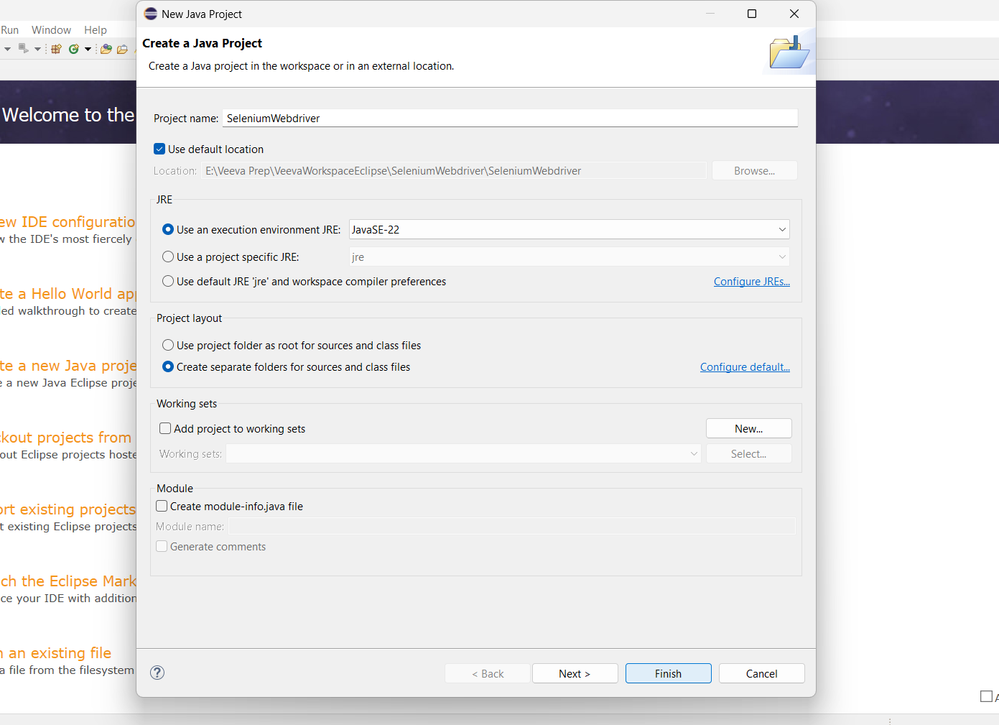 New Java Project
Run Window Help
Create a Java Project
Create a Java project in the workspace or in an external location.
Welcome to the
Project name: SeleniumWebdriver
Use default location
Location: E:\Veeva Prep\VeevaWorkspaceEclipse\SeleniumWebdriver\SeleniumWebdriver Browse...
JRE
ew IDE configuratio
w the IDE's most fiercely
Use an execution environment JRE: JavaSE-22
Use a project specific JRE: jre
Use default JRE 'jre' and workspace compiler preferences Configure JREs...
te a Hello World app
led walkthrough to create
Project layout
Use project folder as root for sources and class files
Create separate folders for sources and class files Configure default...
te a new Java proje
e a new Java Eclipse proje
Working sets
Add project to working sets New...
Working sets: Select...
ckout projects from
out Eclipse projects hoste
Module
Create module-info.java file
Module name:
Generate comments
ort existing projects
t existing Eclipse projects
ch the Eclipse Mark
ce your IDE with addition
n an existing file
a file from the filesystem
? < Back Next > Finish Cancel